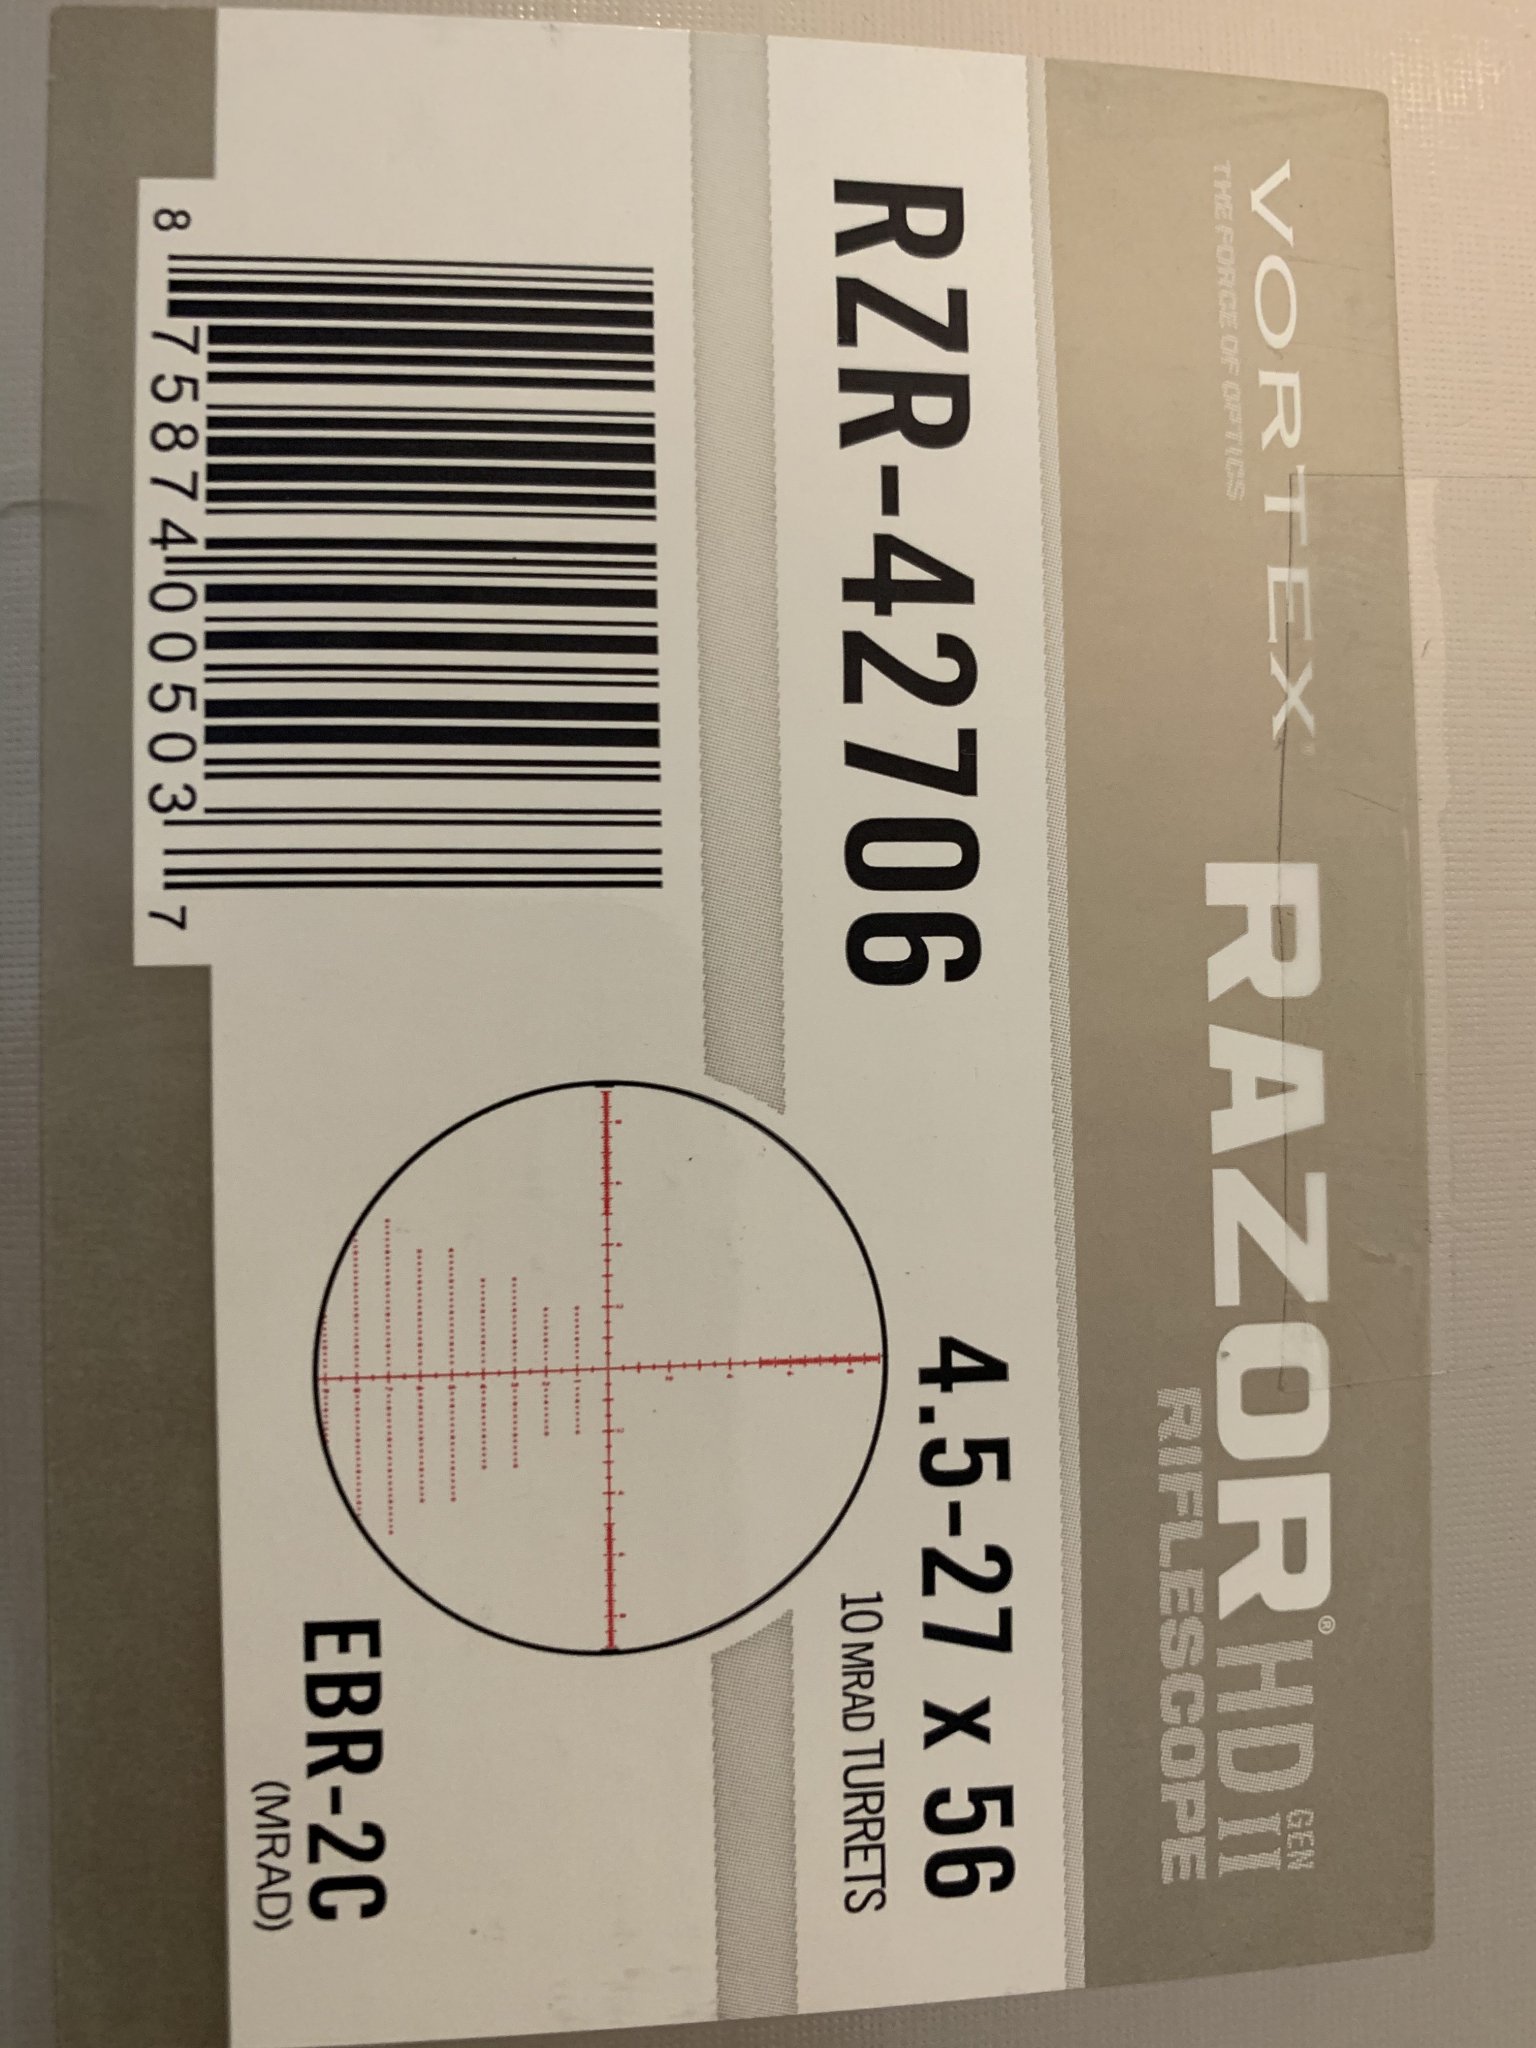 VORTEX® RAZOR® HD GEN II
THE FORCE OF OPTICS
RIFLESCOPE
RZR-42706
4.5-27 x 56
10 MRAD TURRETS
8 75874 00503 7
EBR-2C
(MRAD)